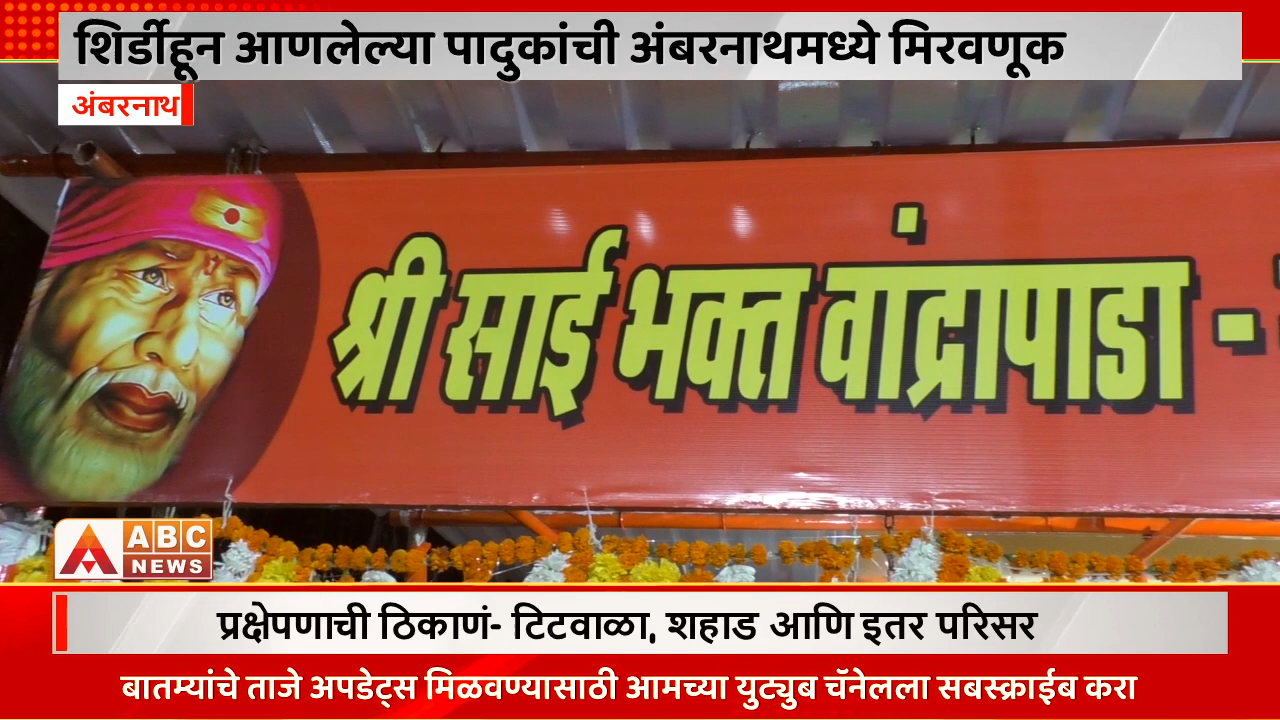 शिर्डीहून आणलेल्या पादुकांची अंबरनाथमध्ये मिरवणूक
अंबरनाथ
श्री साई भक्त वांद्रापाडा -
ABC
NEWS
प्रक्षेपणाची ठिकाणं- टिटवाळा, शहाड आणि इतर परिसर
बातम्यांचे ताजे अपडेट्स मिळवण्यासाठी आमच्या युट्युब चॅनेलला सबस्क्राईब करा